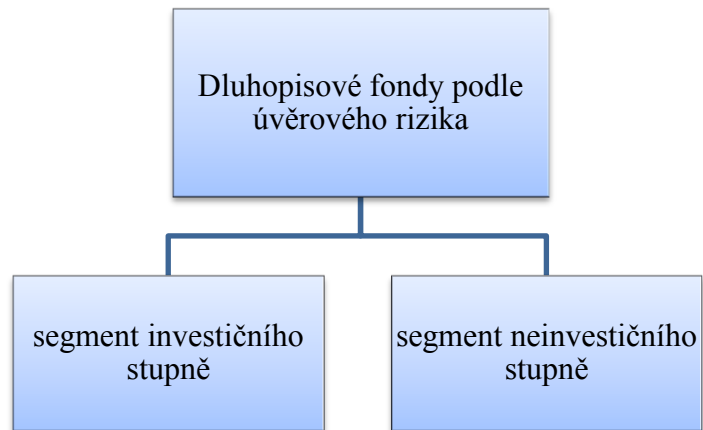 Dluhopisové fondy podle
úvěrového rizika
segment investičního
stupně
segment neinvestičního
stupně